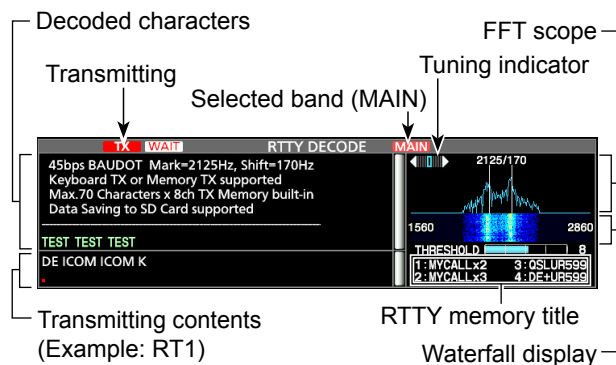 Decoded characters
FFT scope
Transmitting
Tuning indicator
Selected band (MAIN)
TX WAIT RTTY DECODE MAIN
45bps BAUDOT Mark=2125Hz, Shift=170Hz
Keyboard TX or Memory TX supported
Max.70 Characters x 8ch TX Memory built-in
Data Saving to SD Card supported
TEST TEST TEST
DE ICOM ICOM K
2125/170
1560 2860
THRESHOLD 8
1:MYCALLx2 3:QSLUR599
2:MYCALLx3 4:DE+UR599
Transmitting contents
(Example: RT1)
RTTY memory title
Waterfall display